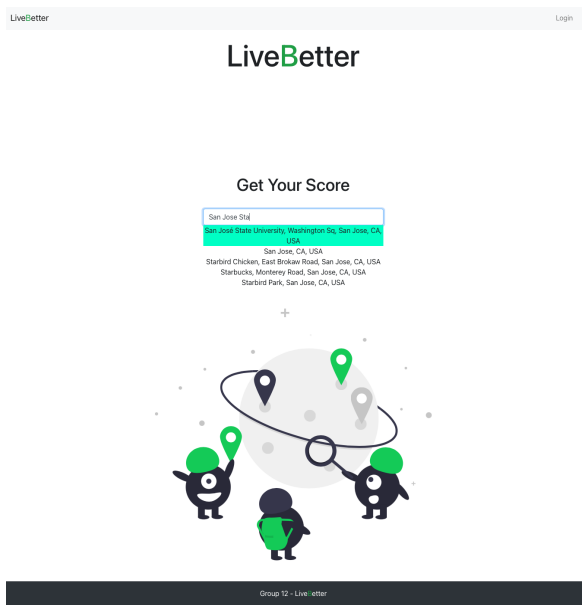 LiveBetter
Login
LiveBetter
Get Your Score
San Jose Sta
San José State University, Washington Sq, San Jose, CA,
USA
San Jose, CA, USA
Starbird Chicken, East Brokaw Road, San Jose, CA, USA
Starbucks, Monterey Road, San Jose, CA, USA
Starbird Park, San Jose, CA, USA
Group 12 - LiveBetter